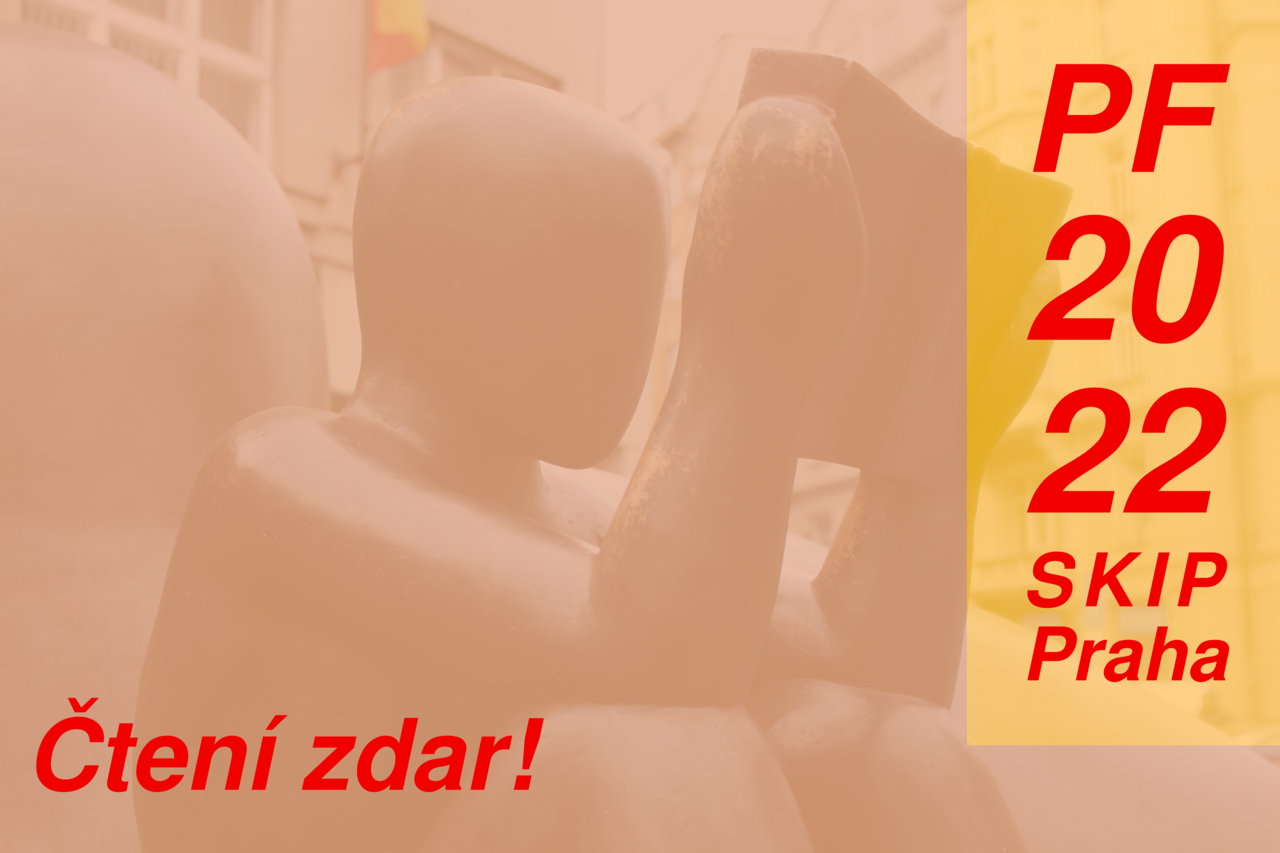 PF
20
22
SKIP
Praha
Čtení zdar!